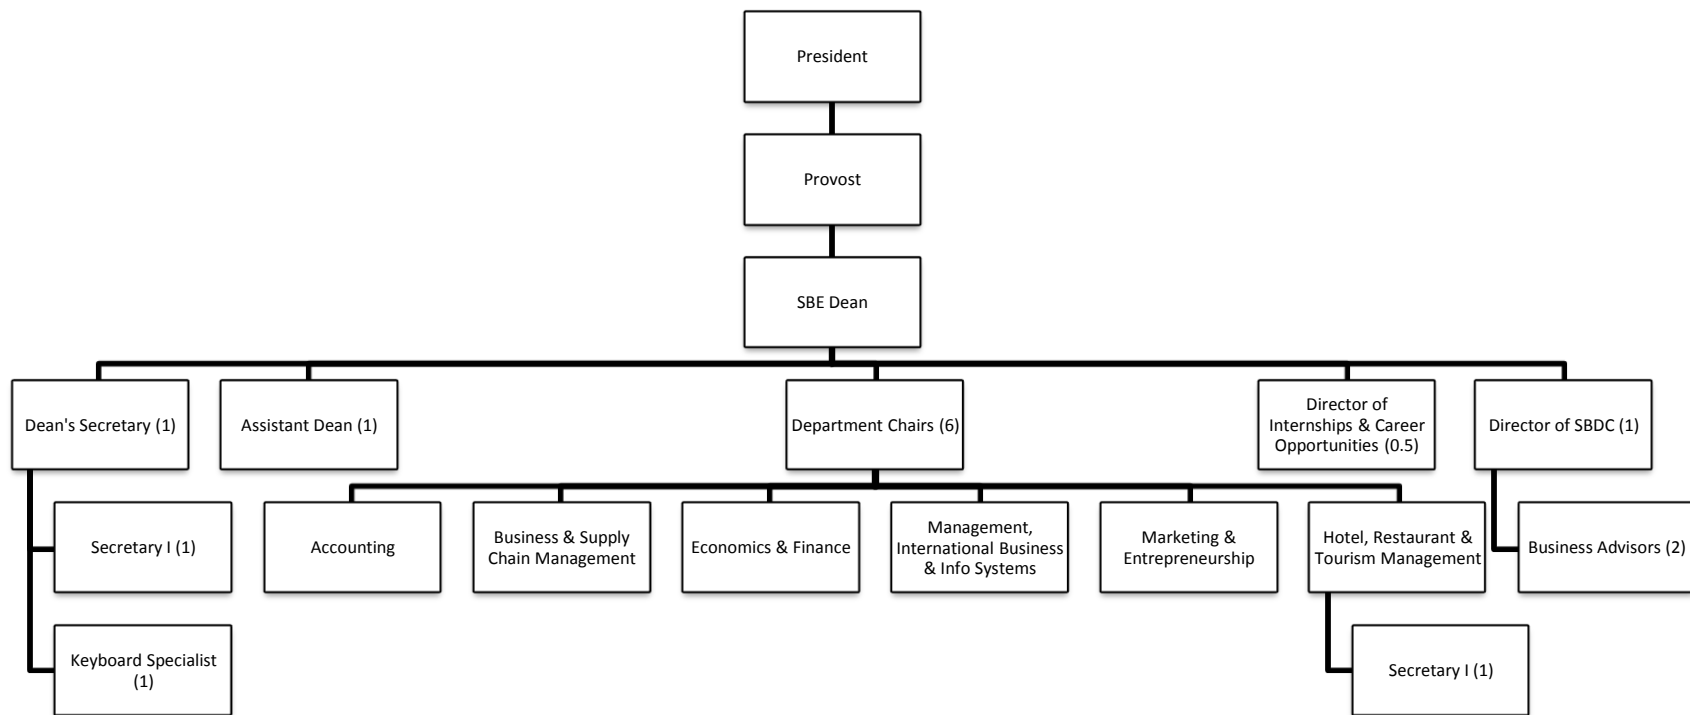 President
Provost
SBE Dean
Dean's Secretary (1)
Assistant Dean (1)
Department Chairs (6)
Director of
Internships & Career
Opportunities (0.5)
Director of SBDC (1)
Secretary I (1)
Accounting
Business & Supply
Chain Management
Economics & Finance
Management,
International Business
& Info Systems
Marketing &
Entrepreneurship
Hotel, Restaurant &
Tourism Management
Business Advisors (2)
Keyboard Specialist
(1)
Secretary I (1)